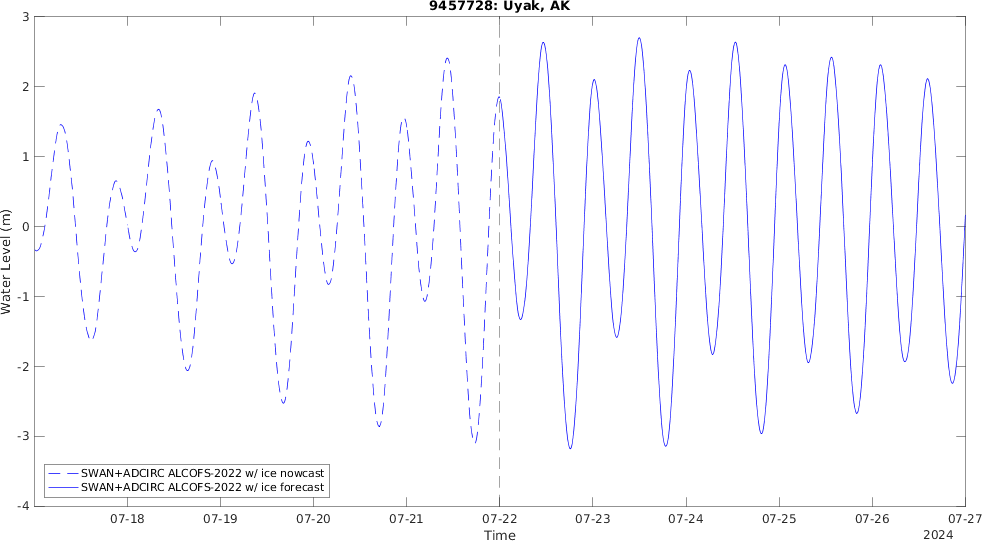 9457728: Uyak, AK
3
2
1
0
-1
-2
-3
-4
Water Level (m)
SWAN+ADCIRC ALCOFS-2022 w/ ice nowcast
SWAN+ADCIRC ALCOFS-2022 w/ ice forecast
07-18 07-19 07-20 07-21 07-22 07-23 07-24 07-25 07-26 07-27
Time
2024